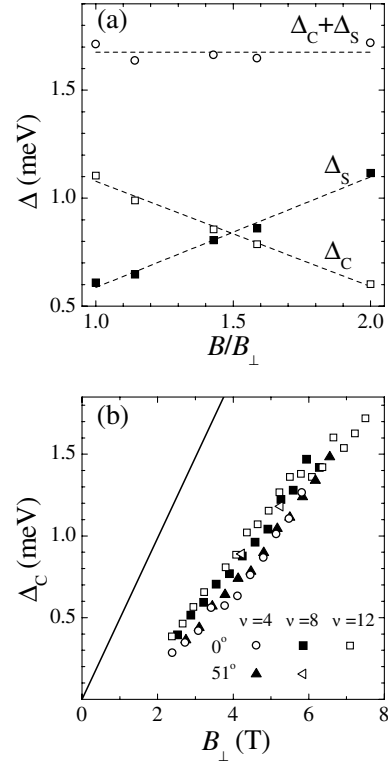 (a)
Δ_C+Δ_S
1.5
Δ (meV)
Δ_S
1.0
Δ_C
0.5
1.0 1.5 2.0
B/B_⊥
(b)
1.5
Δ_C (meV)
1.0
0.5
ν=4 ν=8 ν=12
0°
51°
0 2 4 6 8
B_⊥ (T)